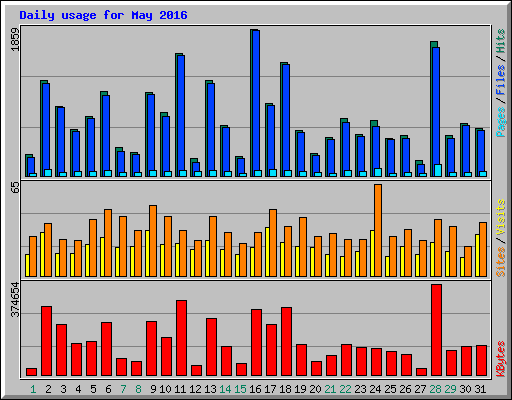 Daily usage for May 2016
1859
Pages / Files / Hits
65
Sites / Visits
374654
KBytes
1 2 3 4 5 6 7 8 9 10 11 12 13 14 15 16 17 18 19 20 21 22 23 24 25 26 27 28 29 30 31